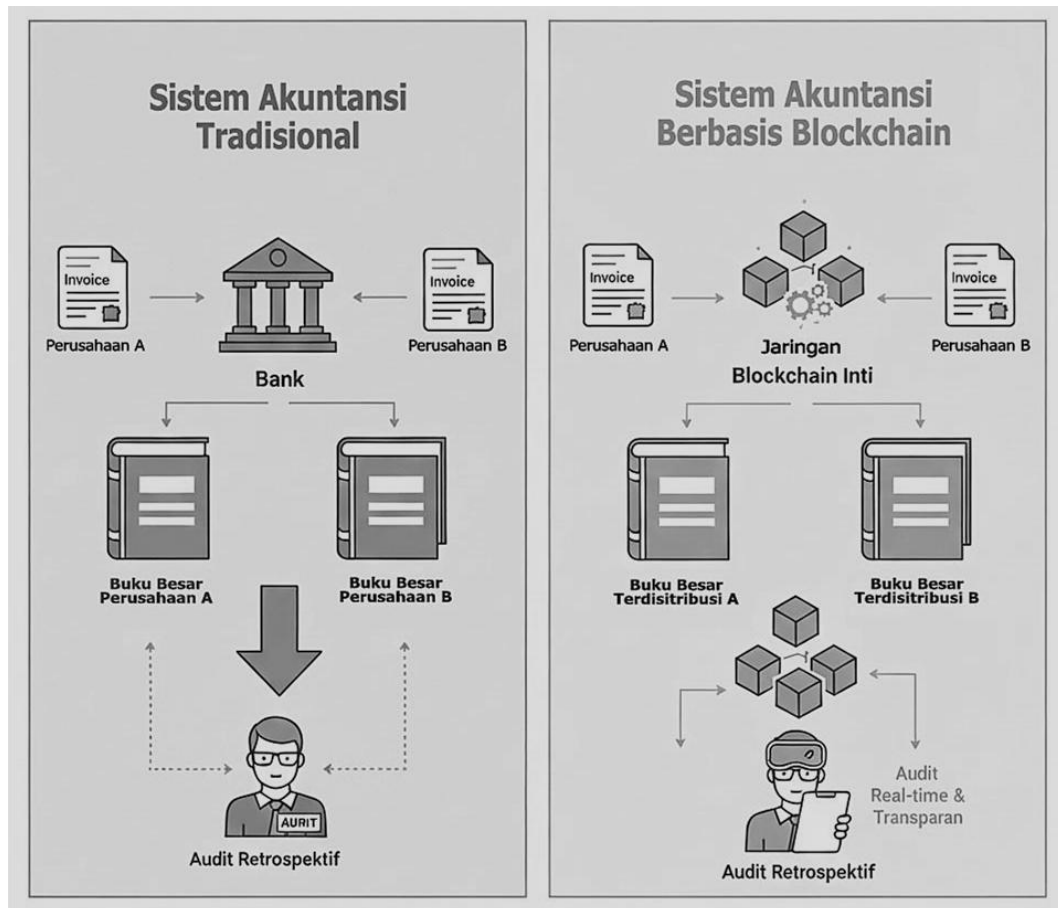 Sistem Akuntansi
Tradisional
Invoice
Perusahaan A
Invoice
Perusahaan B
Bank
Buku Besar
Perusahaan A
Buku Besar
Perusahaan B
AURIT
Audit Retrospektif
Sistem Akuntansi
Berbasis Blockchain
Invoice
Perusahaan A
Invoice
Perusahaan B
Jaringan
Blockchain Inti
Buku Besar
Terdisitribusi A
Buku Besar
Terdisitribusi B
Audit
Real-time &
Transparan
Audit Retrospektif